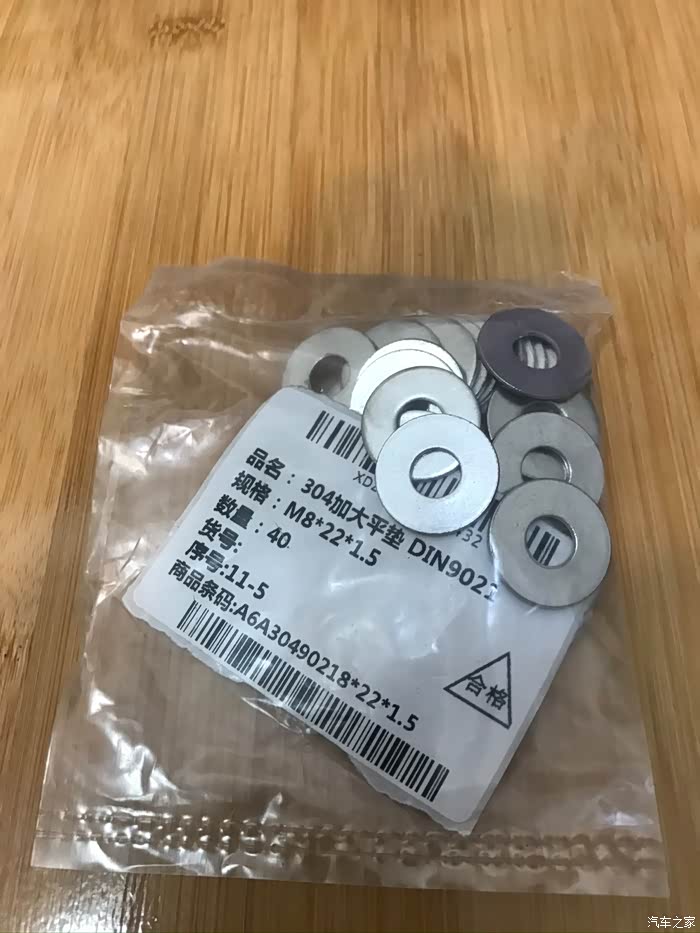 品名：304加大平垫 DIN9021
规格：M8*22*1.5
数量：40
货号:
序号:11-5
商品条码:A6A30490218*22*1.5
合格
汽车之家